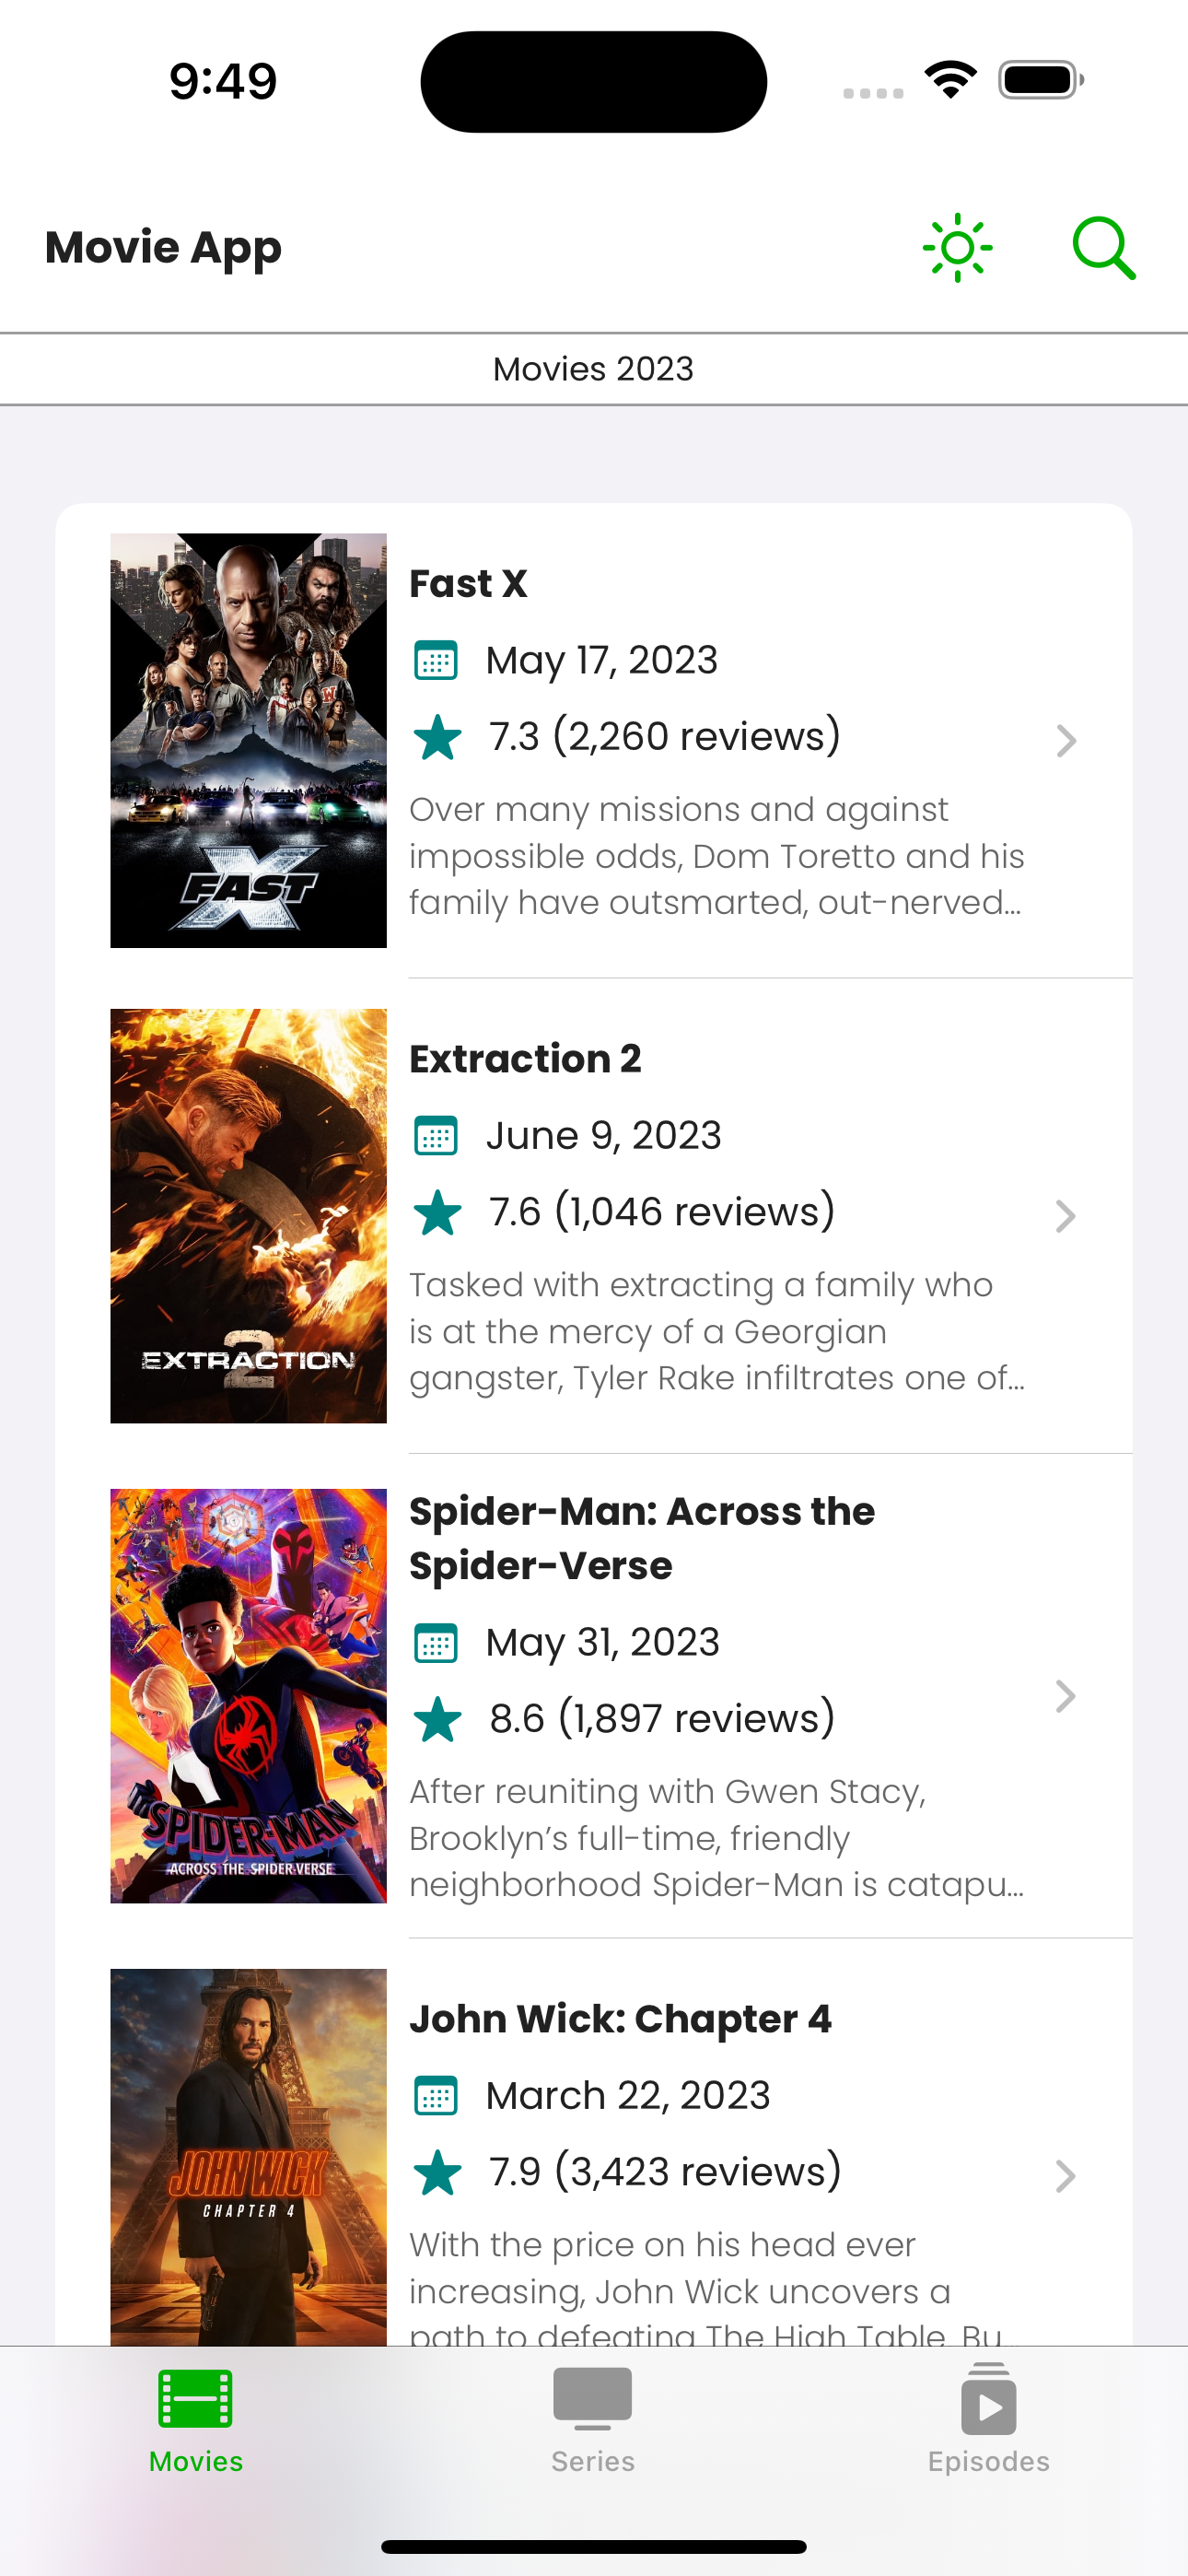 9:49
Movie App
Movies 2023
FAST X
Fast X
May 17, 2023
7.3 (2,260 reviews)
Over many missions and against
impossible odds, Dom Toretto and his
family have outsmarted, out-nerved...
EXTRACTION
2
Extraction 2
June 9, 2023
7.6 (1,046 reviews)
Tasked with extracting a family who
is at the mercy of a Georgian
gangster, Tyler Rake infiltrates one of...
SPIDER-MAN
ACROSS THE SPIDER-VERSE
Spider-Man: Across the
Spider-Verse
May 31, 2023
8.6 (1,897 reviews)
After reuniting with Gwen Stacy,
Brooklyn’s full-time, friendly
neighborhood Spider-Man is catapu...
JOHN WICK
CHAPTER 4
John Wick: Chapter 4
March 22, 2023
7.9 (3,423 reviews)
With the price on his head ever
increasing, John Wick uncovers a
path to defeating The High Table. Bu...
Movies
Series
Episodes